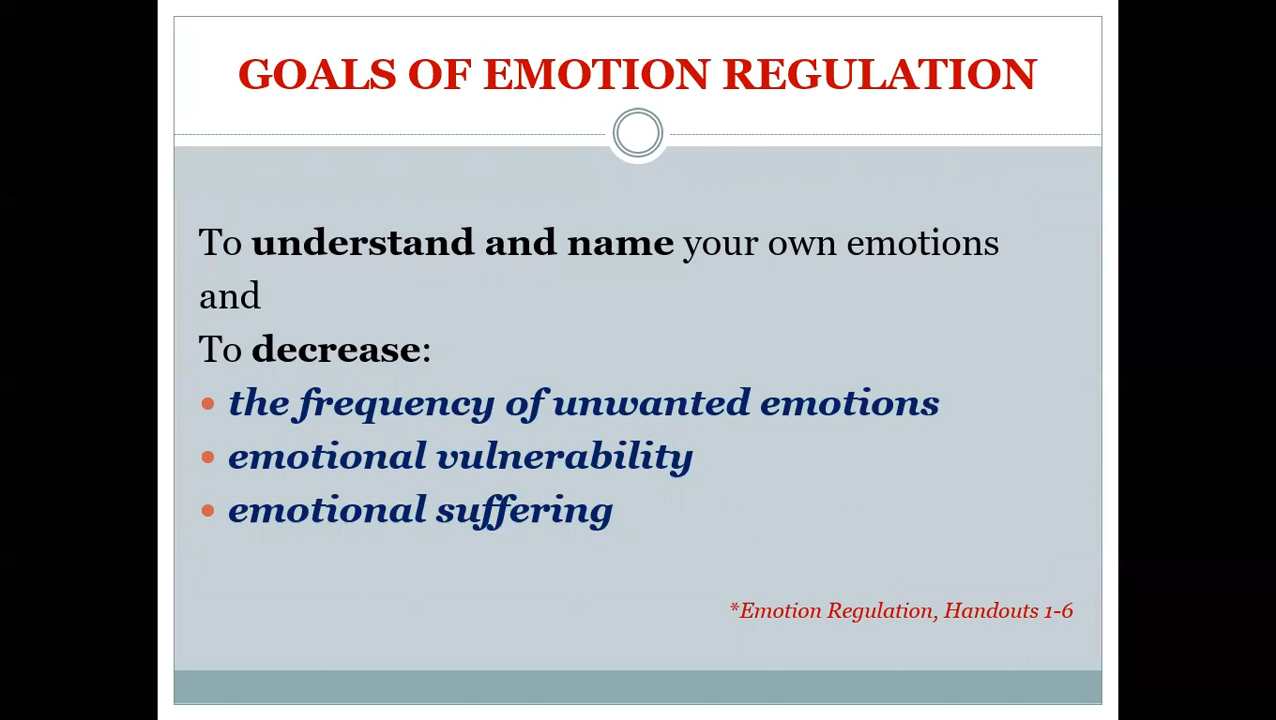 GOALS OF EMOTION REGULATION
To understand and name your own emotions
and
To decrease:
• the frequency of unwanted emotions
• emotional vulnerability
• emotional suffering
*Emotion Regulation, Handouts 1-6